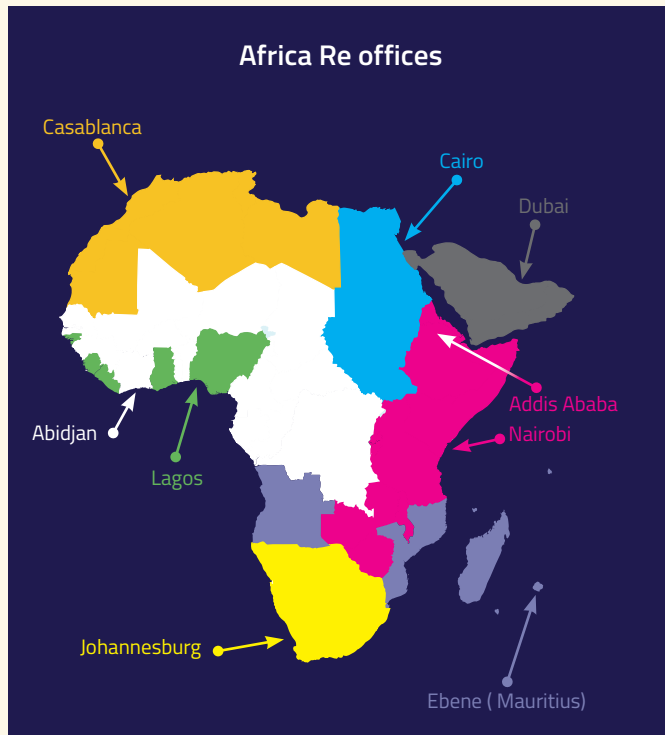 Africa Re offices
Casablanca
Cairo
Dubai
Addis Ababa
Nairobi
Abidjan
Lagos
Johannesburg
Ebene ( Mauritius)